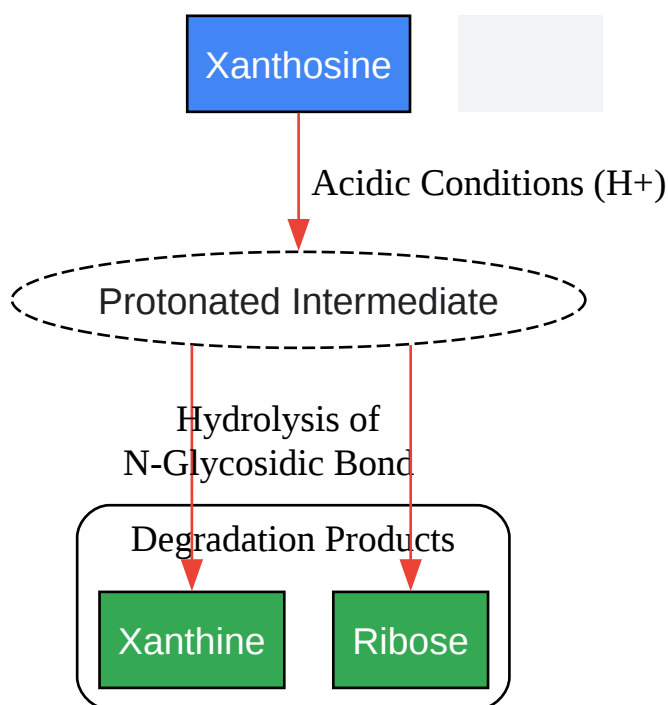 Xanthosine
Acidic Conditions (H+)
Protonated Intermediate
Hydrolysis of
N-Glycosidic Bond
Degradation Products
Xanthine
Ribose